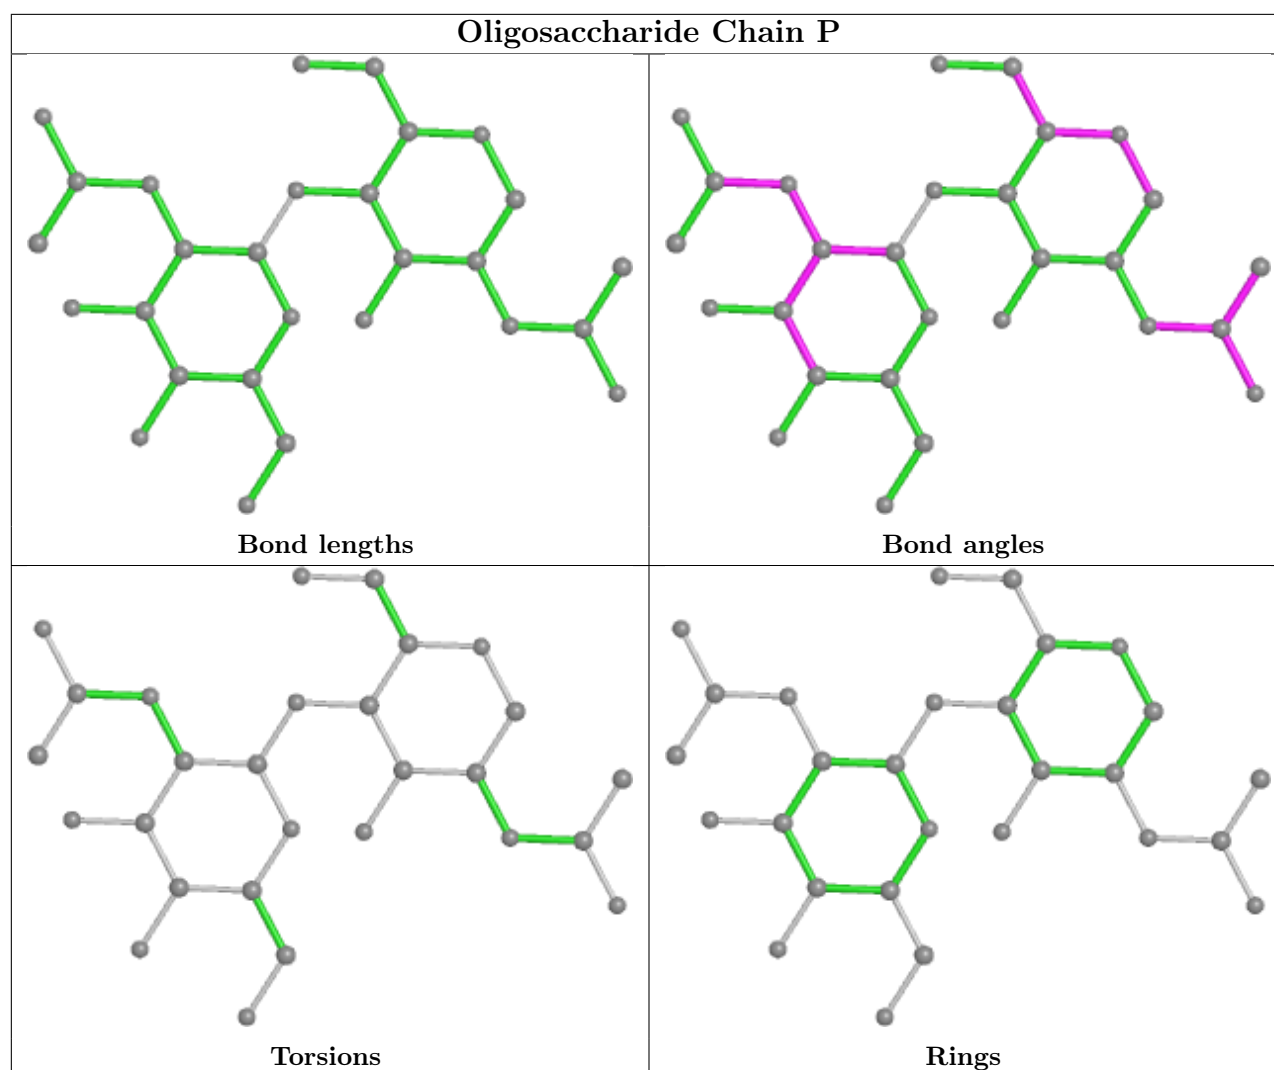 Oligosaccharide Chain P
Bond lengths
Bond angles
Torsions
Rings